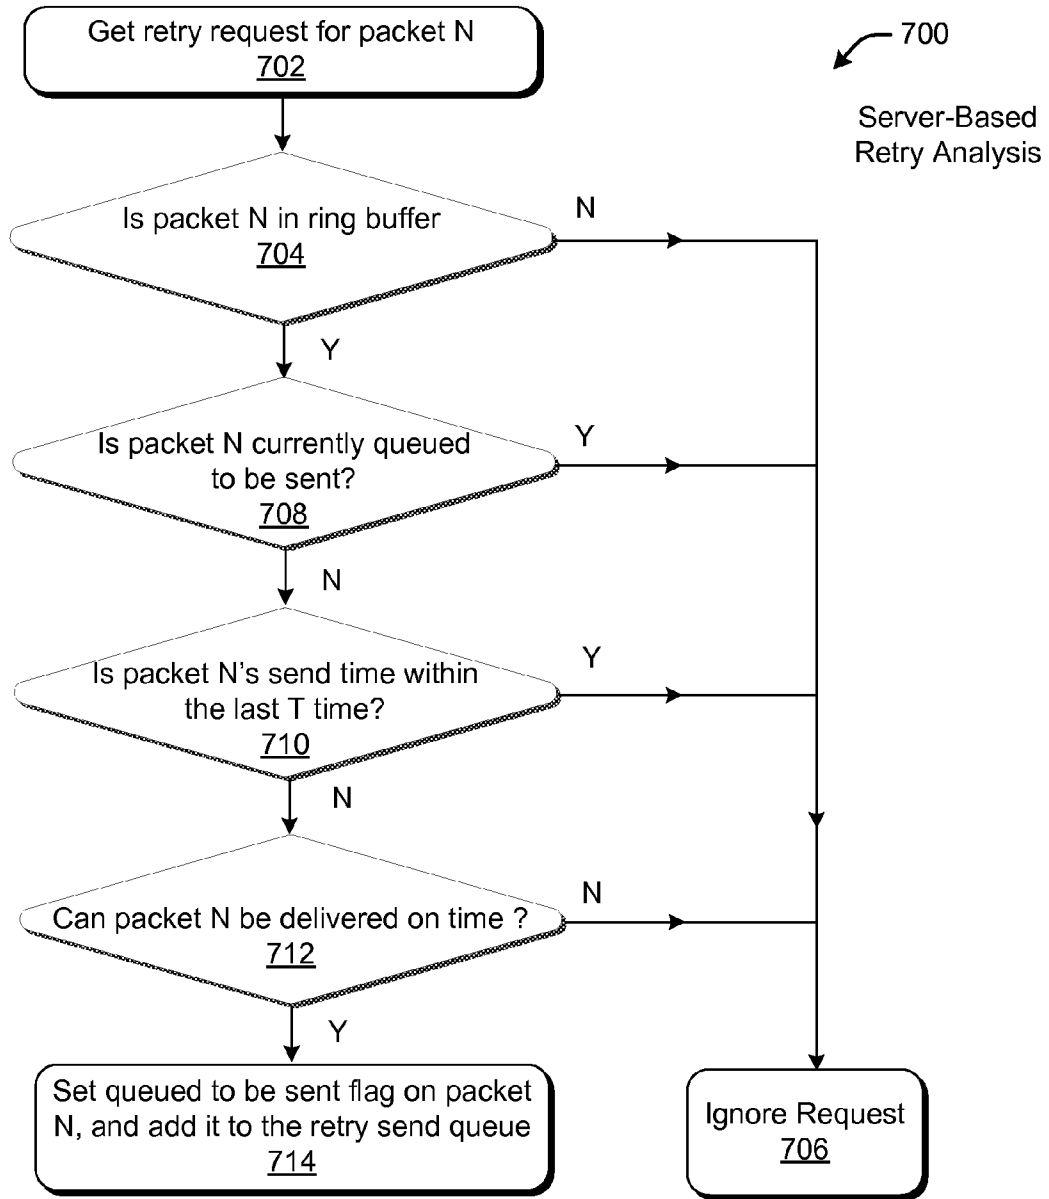 Get retry request for packet N
702
700
Server-Based
Retry Analysis
Is packet N in ring buffer
704
N
Y
Is packet N currently queued
to be sent?
708
Y
N
Is packet N's send time within
the last T time?
710
Y
N
Can packet N be delivered on time ?
712
N
Y
Set queued to be sent flag on packet
N, and add it to the retry send queue
714
Ignore Request
706